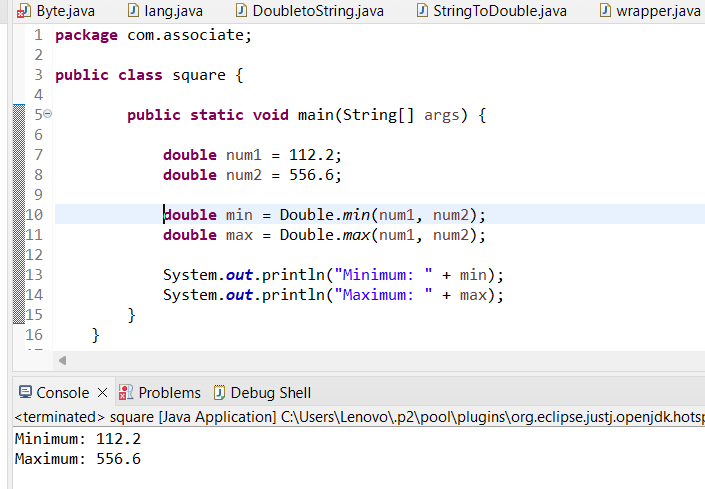 Byte.java lang.java DoubletoString.java StringToDouble.java wrapper.java
1 package com.associate;
2
3 public class square {
4
5 public static void main(String[] args) {
6
7 double num1 = 112.2;
8 double num2 = 556.6;
9
10 double min = Double.min(num1, num2);
11 double max = Double.max(num1, num2);
12
13 System.out.println("Minimum: " + min);
14 System.out.println("Maximum: " + max);
15 }
16 }
Console Problems Debug Shell
<terminated> square [Java Application] C:\Users\Lenovo\.p2\pool\plugins\org.eclipse.justj.openjdk.hotsp
Minimum: 112.2
Maximum: 556.6